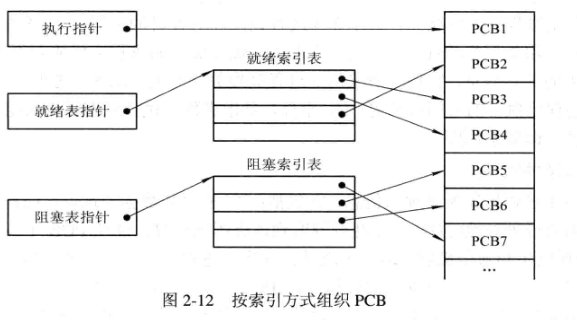 执行指针
就绪表指针
阻塞表指针
就绪索引表
阻塞索引表
PCB1
PCB2
PCB3
PCB4
PCB5
PCB6
PCB7
…
图 2-12 按索引方式组织 PCB